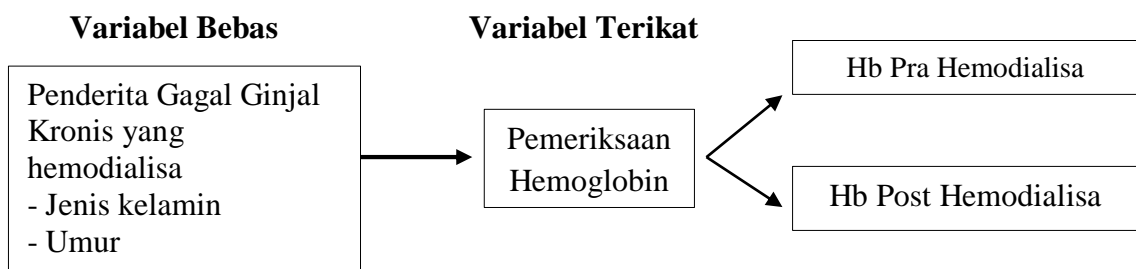 Variabel Bebas
Variabel Terikat
Penderita Gagal Ginjal
Kronis yang
hemodialisa
- Jenis kelamin
- Umur
Pemeriksaan
Hemoglobin
Hb Pra Hemodialisa
Hb Post Hemodialisa